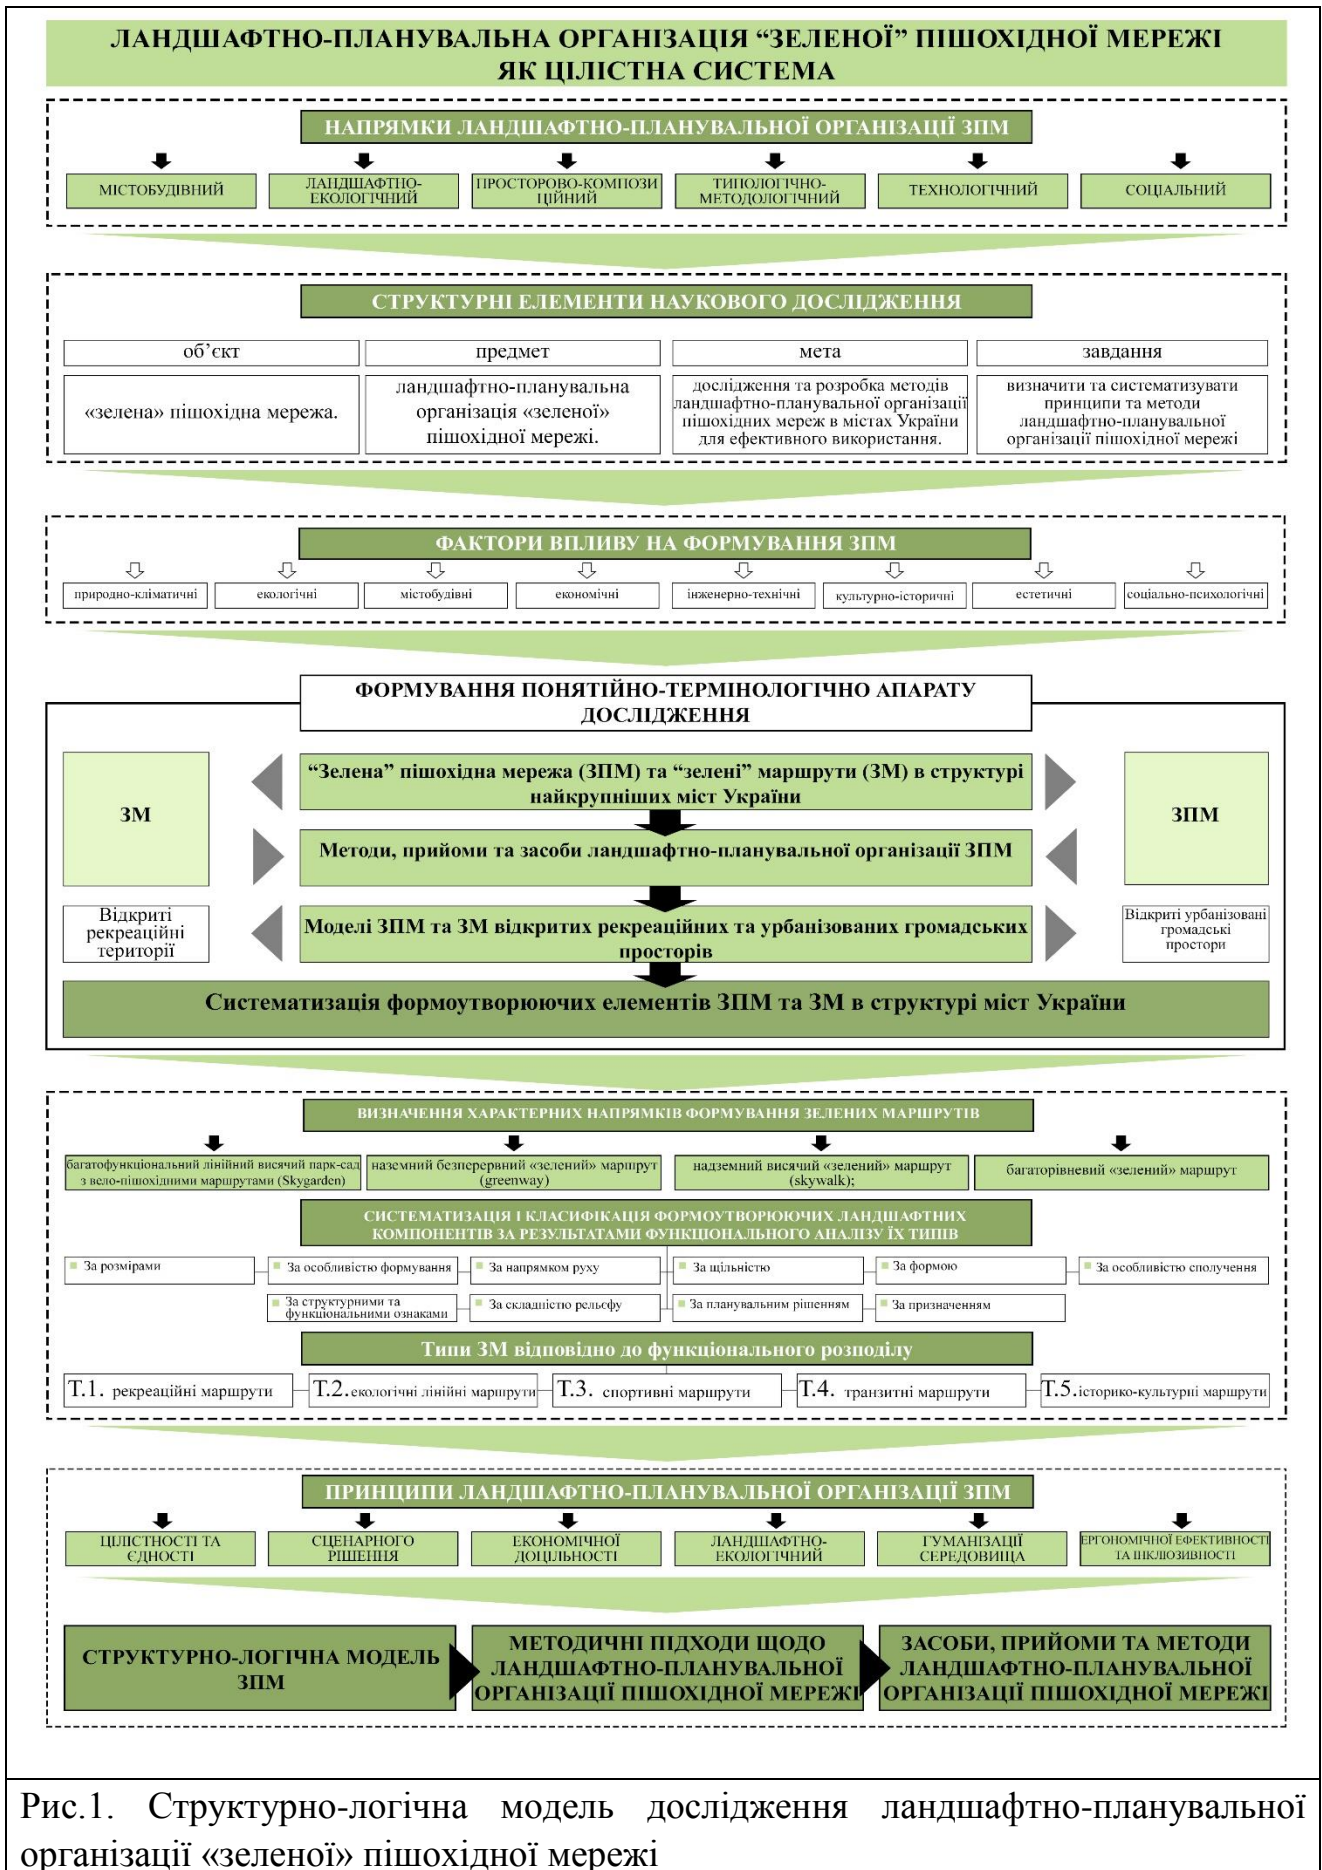 ЛАНДШАФТНО-ПЛАНУВАЛЬНА ОРГАНІЗАЦІЯ “ЗЕЛЕНОЇ” ПІШОХІДНОЇ МЕРЕЖІ
ЯК ЦІЛІСТНА СИСТЕМА
НАПРЯМКИ ЛАНДШАФТНО-ПЛАНУВАЛЬНОЇ ОРГАНІЗАЦІЇ ЗПМ
МІСТОБУДІВНИЙ
ЛАНДШАФТНО-
ЕКОЛОГІЧНИЙ
ПРОСТОРОВО-КОМПОЗИ
ЦІЙНИЙ
ТИПОЛОГІЧНО-
МЕТОДОЛОГІЧНИЙ
ТЕХНОЛОГІЧНИЙ
СОЦІАЛЬНИЙ
СТРУКТУРНІ ЕЛЕМЕНТИ НАУКОВОГО ДОСЛІДЖЕННЯ
об’єкт
предмет
мета
завдання
«зелена» пішохідна мережа.
ландшафтно-планувальна
організація «зеленої»
пішохідної мережі.
дослідження та розробка методів
ландшафтно-планувальної організації
пішохідних мереж в містах України
для ефективного використання.
визначити та систематизувати
принципи та методи
ландшафтно-планувальної
організації пішохідної мережі
ФАКТОРИ ВПЛИВУ НА ФОРМУВАННЯ ЗПМ
природно-кліматичні
екологічні
містобудівні
економічні
інженерно-технічні
культурно-історичні
естетичні
соціально-психологічні
ФОРМУВАННЯ ПОНЯТІЙНО-ТЕРМІНОЛОГІЧНО АПАРАТУ
ДОСЛІДЖЕННЯ
ЗМ
“Зелена” пішохідна мережа (ЗПМ) та “зелені” маршрути (ЗМ) в структурі
найкрупніших міст України
ЗПМ
Методи, прийоми та засоби ландшафтно-планувальної організації ЗПМ
Відкриті
рекреаційні
території
Моделі ЗПМ та ЗМ відкритих рекреаційних та урбанізованих громадських
просторів
Відкриті урбанізовані
громадські
простори
Систематизація формоутворюючих елементів ЗПМ та ЗМ в структурі міст України
ВИЗНАЧЕННЯ ХАРАКТЕРНИХ НАПРЯМКІВ ФОРМУВАННЯ ЗЕЛЕНИХ МАРШРУТІВ
багатофункціональний лінійний висячий парк-сад
з вело-пішохідними маршрутами (Skygarden)
наземний безперервний «зелений» маршрут
(greenway)
надземний висячий «зелений» маршрут
(skywalk);
багаторівневий «зелений» маршрут
СИСТЕМАТИЗАЦІЯ І КЛАСИФІКАЦІЯ ФОРМОУТВОРЮЮЧИХ ЛАНДШАФТНИХ
КОМПОНЕНТІВ ЗА РЕЗУЛЬТАТАМИ ФУНКЦІОНАЛЬНОГО АНАЛІЗУ ЇХ ТИПІВ
За розмірами
За особливістю формування
За напрямком руху
За щільністю
За формою
За особливістю сполучення
За структурними та
функціональними ознаками
За складністю рельєфу
За планувальним рішенням
За призначенням
Типи ЗМ відповідно до функціонального розподілу
Т.1. рекреаційні маршрути
Т.2.екологічні лінійні маршрути
Т.3. спортивні маршрути
Т.4. транзитні маршрути
Т.5.історико-культурні маршрути
ПРИНЦИПИ ЛАНДШАФТНО-ПЛАНУВАЛЬНОЇ ОРГАНІЗАЦІЇ ЗПМ
ЦІЛІСТНОСТІ ТА
ЄДНОСТІ
СЦЕНАРНОГО
РІШЕННЯ
ЕКОНОМІЧНОЇ
ДОЦІЛЬНОСТІ
ЛАНДШАФТНО-
ЕКОЛОГІЧНИЙ
ГУМАНІЗАЦІЇ
СЕРЕДОВИЩА
ЕРГОНОМІЧНОЇ ЕФЕКТИВНОСТІ
ТА ІНКЛЮЗИВНОСТІ
СТРУКТУРНО-ЛОГІЧНА МОДЕЛЬ
ЗПМ
МЕТОДИЧНІ ПІДХОДИ ЩОДО
ЛАНДШАФТНО-ПЛАНУВАЛЬНОЇ
ОРГАНІЗАЦІЇ ПІШОХІДНОЇ МЕРЕЖІ
ЗАСОБИ, ПРИЙОМИ ТА МЕТОДИ
ЛАНДШАФТНО-ПЛАНУВАЛЬНОЇ
ОРГАНІЗАЦІЇ ПІШОХІДНОЇ МЕРЕЖІ
Рис.1. Структурно-логічна модель дослідження ландшафтно-планувальної
організації «зеленої» пішохідної мережі